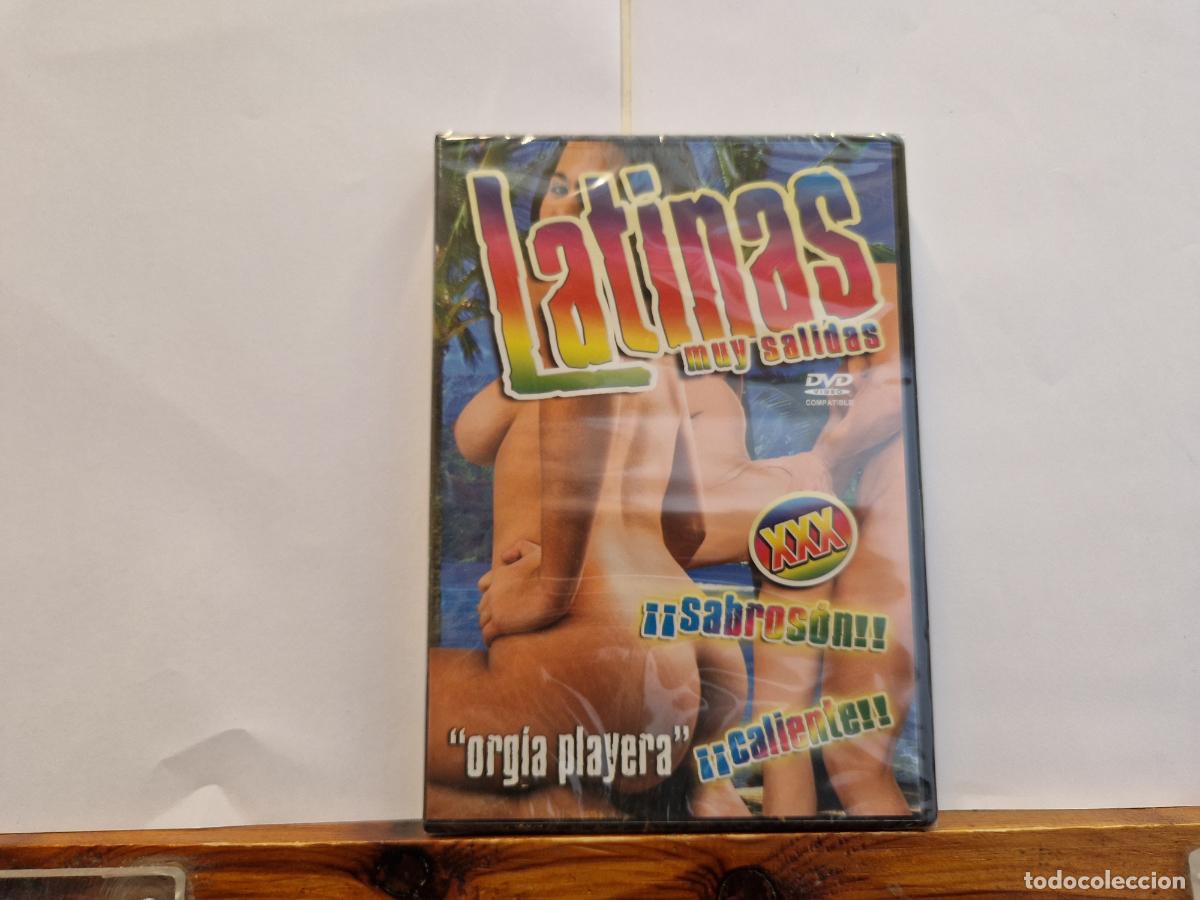 Latinas
muy salidas
DVD
VIDEO
COMPATIBLE
XXX
¡¡sabrosón!!
¡¡caliente!!
"orgía playera"
todocoleccion